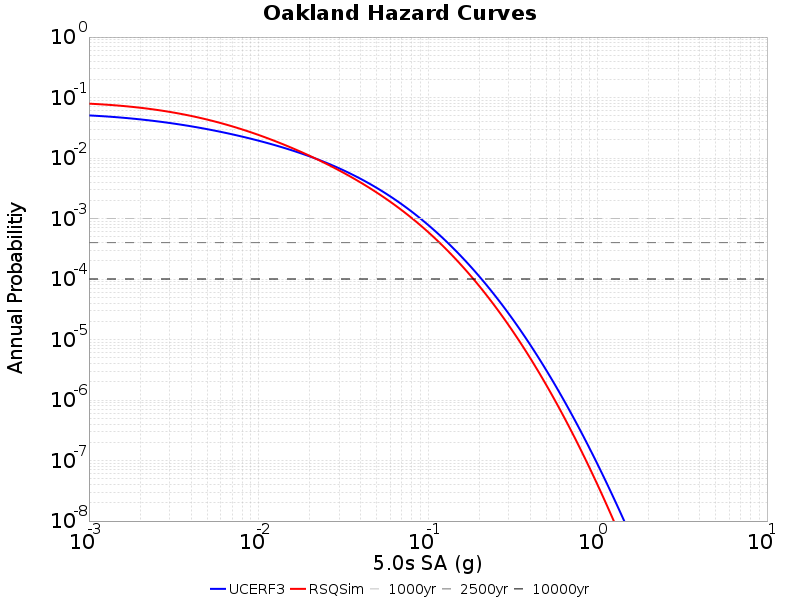 Oakland Hazard Curves
Annual Probabilitiy
10^0
10^-1
10^-2
10^-3
10^-4
10^-5
10^-6
10^-7
10^-8
10^-3 10^-2 10^-1 10^0 10^1
5.0s SA (g)
UCERF3 RSQSim 1000yr 2500yr 10000yr